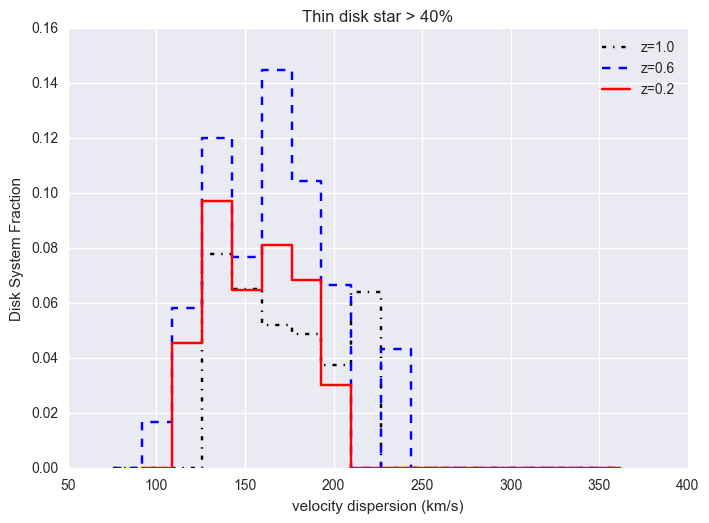 Thin disk star > 40%
z=1.0
z=0.6
z=0.2
Disk System Fraction
0.16
0.14
0.12
0.10
0.08
0.06
0.04
0.02
0.00
50 100 150 200 250 300 350 400
velocity dispersion (km/s)